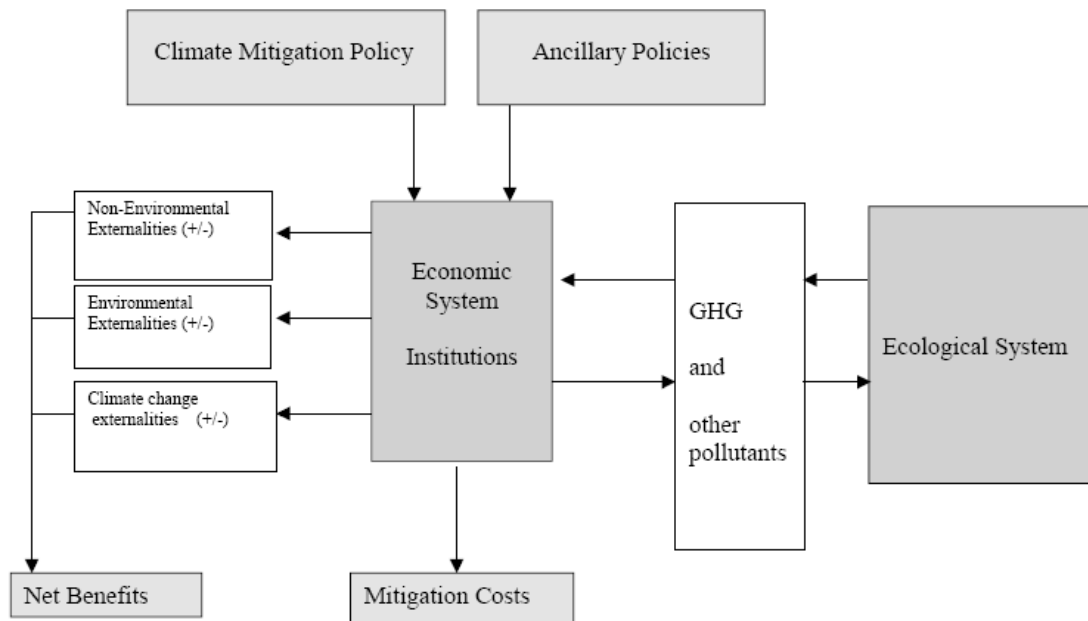 Climate Mitigation Policy
Ancillary Policies
Non-Environmental
Externalities (+/-)
Environmental
Externalities (+/-)
Climate change
externalities (+/-)
Economic
System
Institutions
GHG
and
other
pollutants
Ecological System
Net Benefits
Mitigation Costs